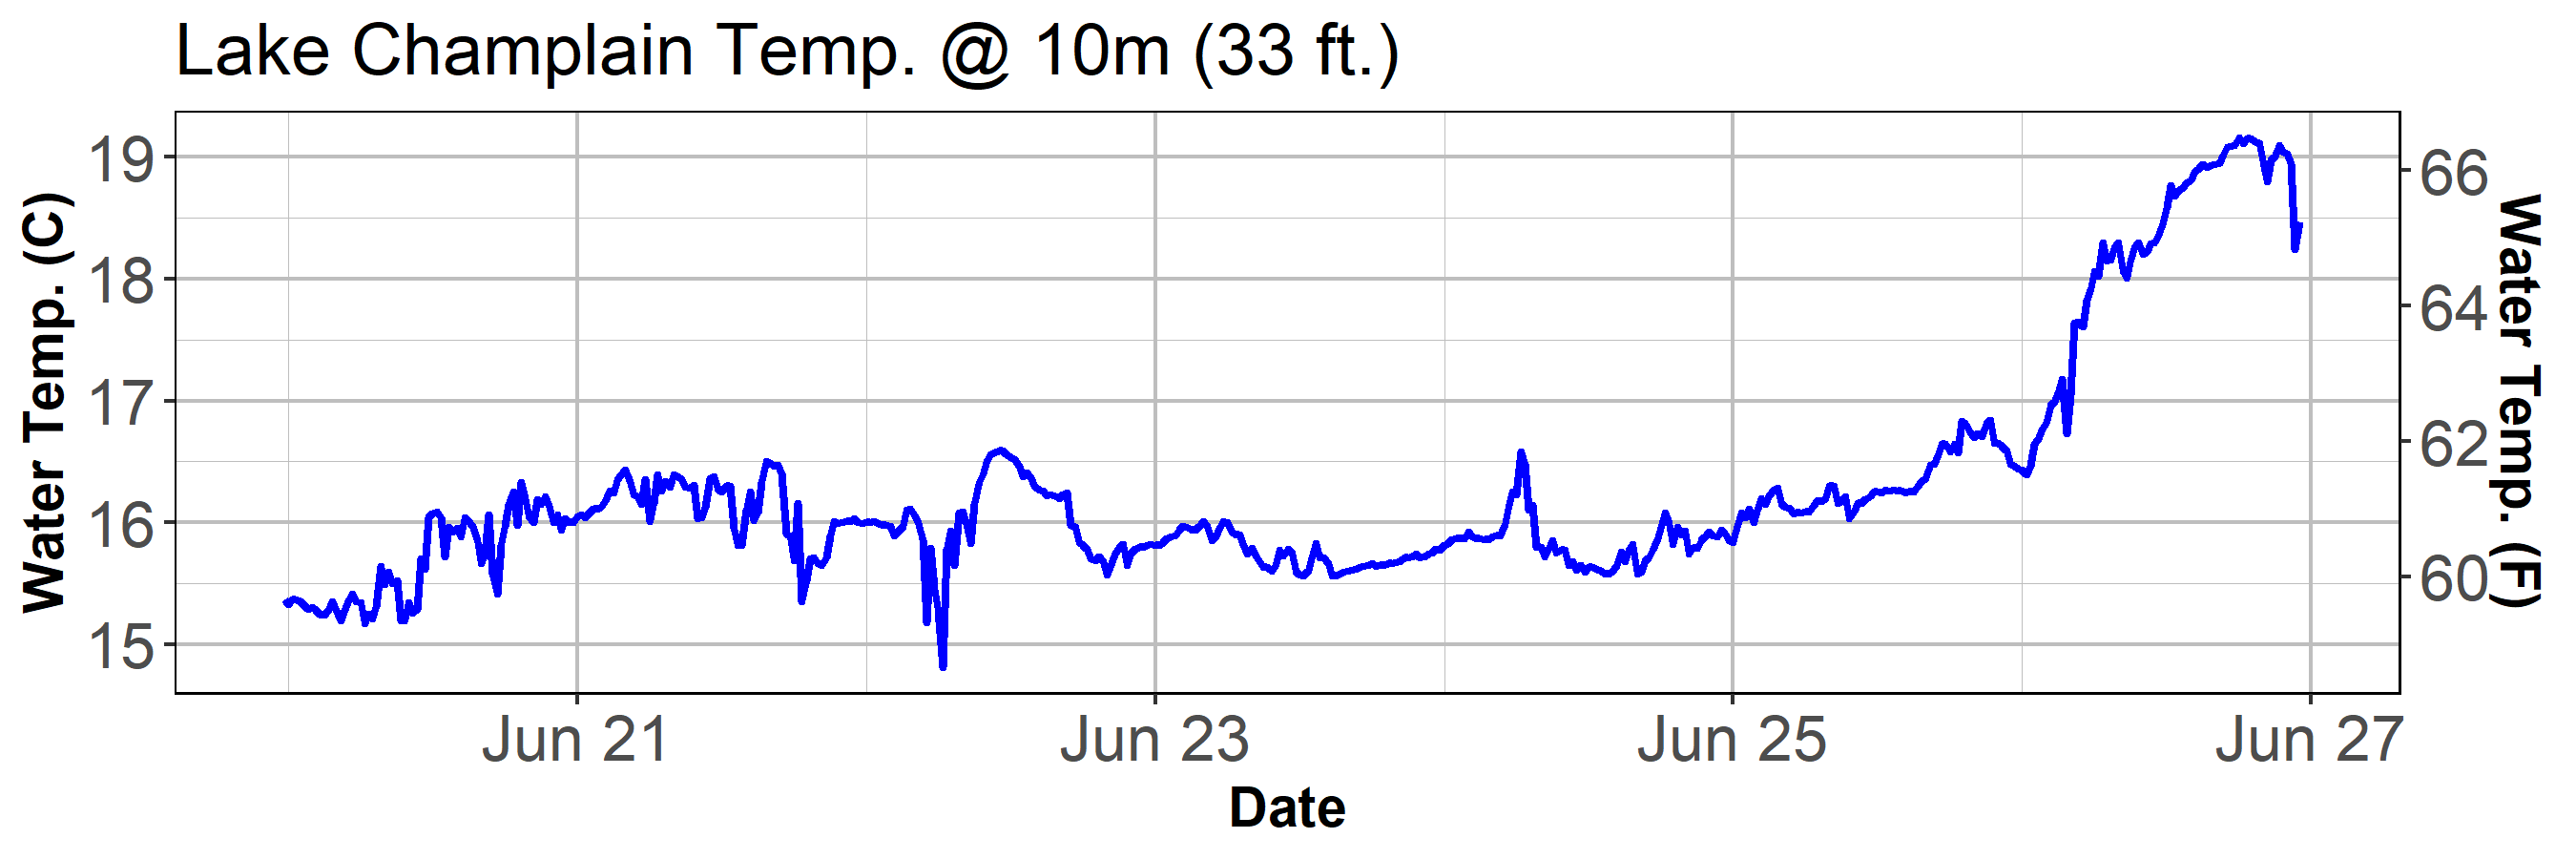 Lake Champlain Temp. @ 10m (33 ft.)
Water Temp. (C)
19
18
17
16
15
66
64
62
60
Water Temp. (F)
Jun 21 Jun 23 Jun 25 Jun 27
Date